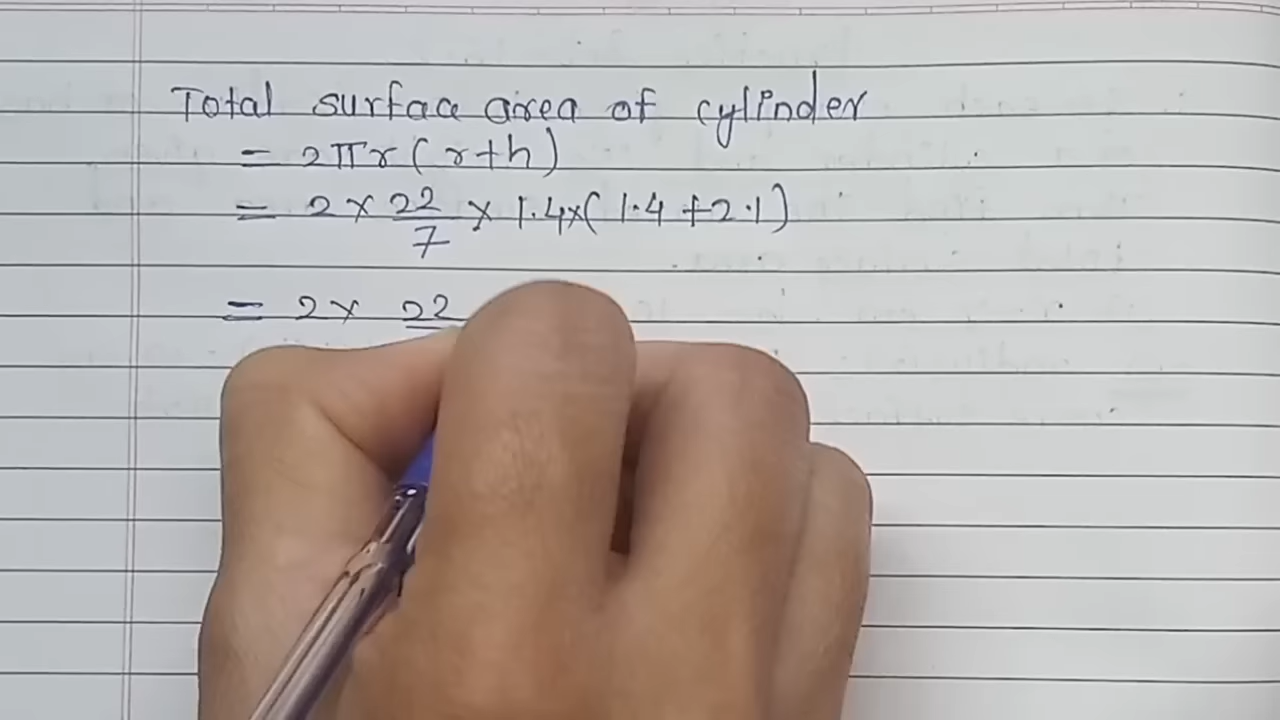 Total surface area of cylinder
= 2πr(r+h)
= 2 × 22/7 × 1.4×(1.4+2.1)
= 2 × 22